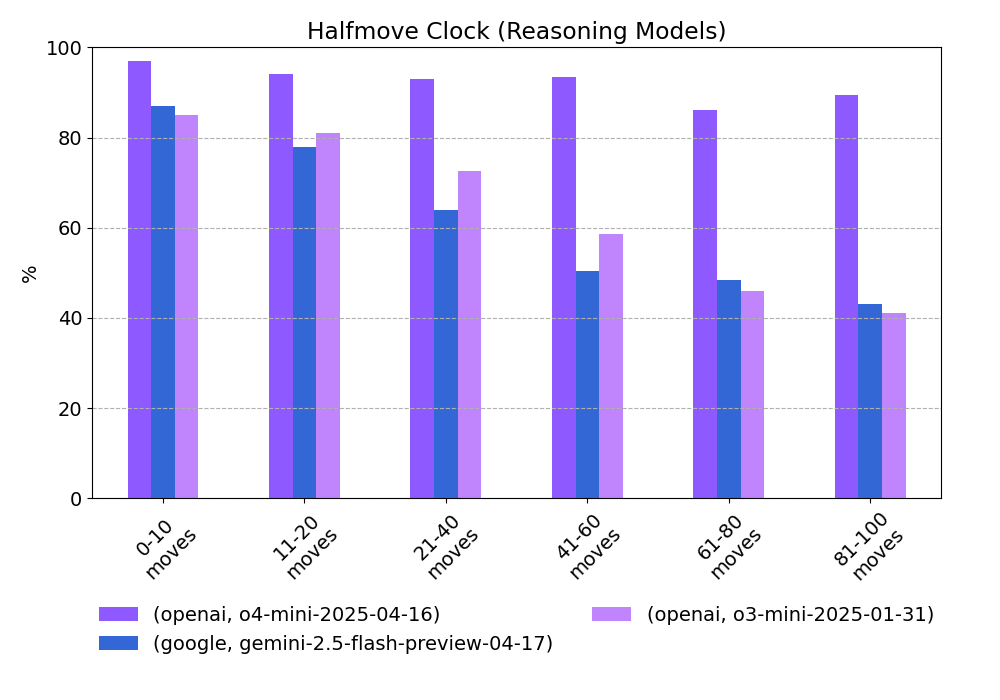 Halfmove Clock (Reasoning Models)
100
80
60
40
20
0
%
0-10
moves
11-20
moves
21-40
moves
41-60
moves
61-80
moves
81-100
moves
(openai, o4-mini-2025-04-16)
(google, gemini-2.5-flash-preview-04-17)
(openai, o3-mini-2025-01-31)